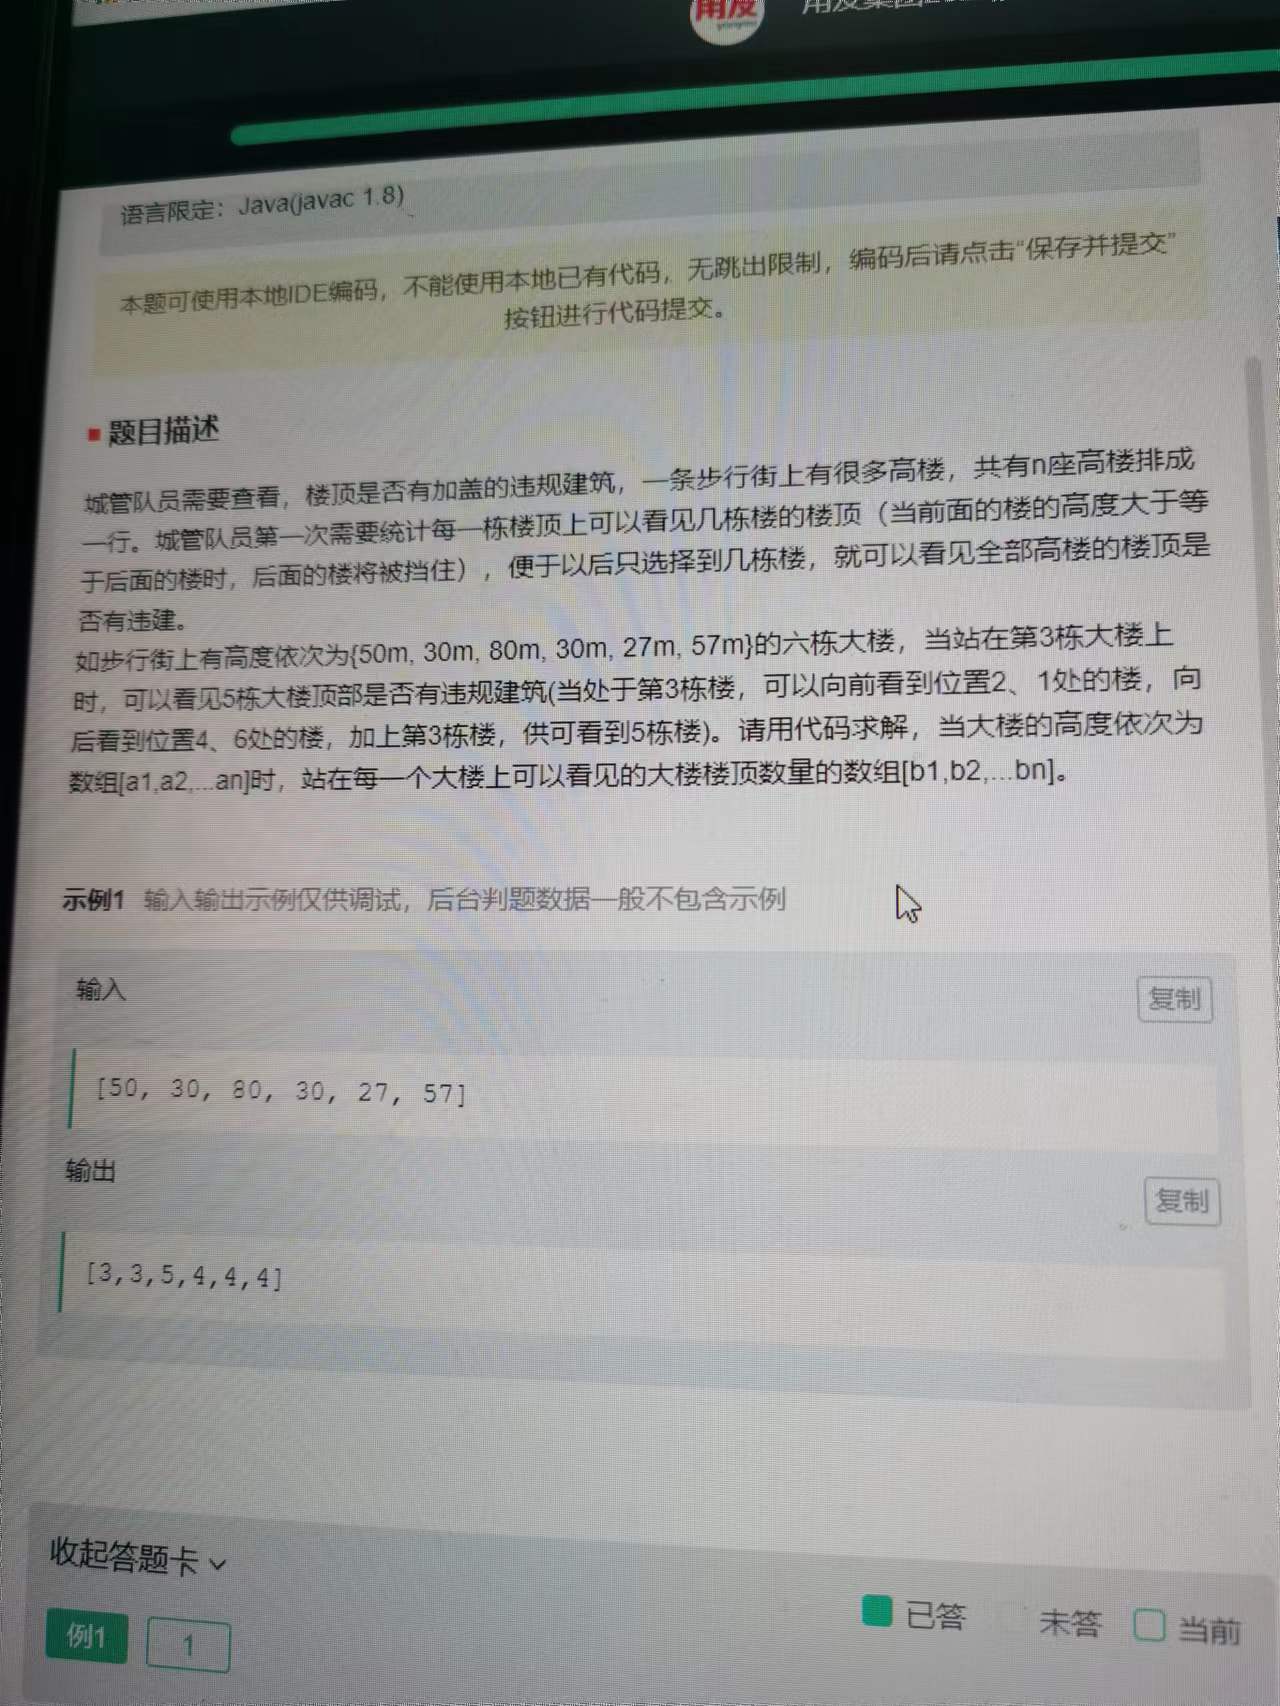 用友
语言限定：Java(javac 1.8)
本题可使用本地IDE编码，不能使用本地已有代码，无跳出限制，编码后请点击“保存并提交”
按钮进行代码提交。
题目描述
城管队员需要查看，楼顶是否有加盖的违规建筑，一条步行街上有很多高楼，共有n座高楼排成
一行。城管队员第一次需要统计每一栋楼顶上可以看见几栋楼的楼顶（当前面的楼的高度大于等
于后面的楼时，后面的楼将被挡住），便于以后只选择到几栋楼，就可以看见全部高楼的楼顶是
否有违建。
如步行街上有高度依次为{50m, 30m, 80m, 30m, 27m, 57m}的六栋大楼，当站在第3栋大楼上
时，可以看见5栋大楼顶部是否有违规建筑(当处于第3栋楼，可以向前看到位置2、1处的楼，向
后看到位置4、6处的楼，加上第3栋楼，供可看到5栋楼)。请用代码求解，当大楼的高度依次为
数组[a1,a2,...an]时，站在每一个大楼上可以看见的大楼楼顶数量的数组[b1,b2,...bn]。
示例1 输入输出示例仅供调试，后台判题数据一般不包含示例
输入
复制
[50, 30, 80, 30, 27, 57]
输出
复制
[3,3,5,4,4,4]
收起答题卡
已答 未答 当前
例1 1